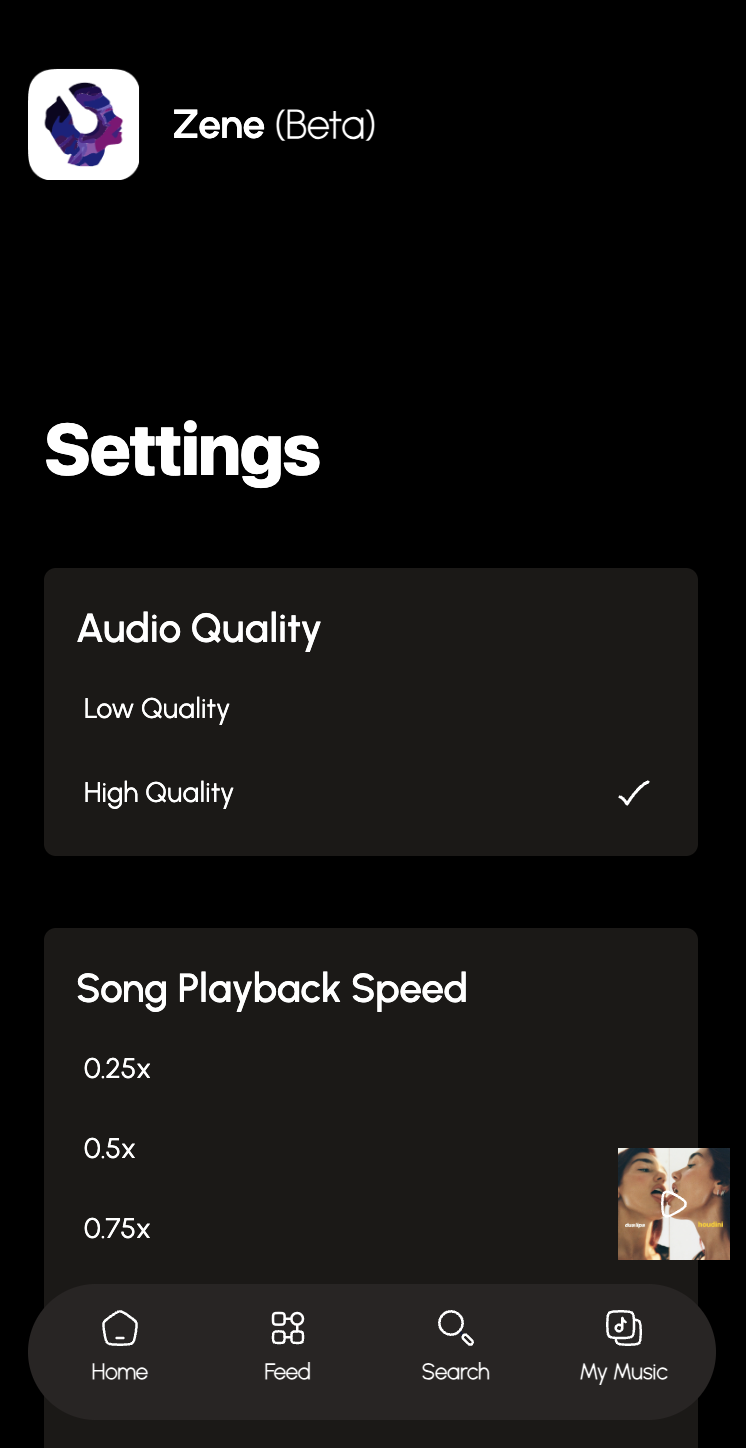 Zene (Beta)
Settings
Audio Quality
Low Quality
High Quality
Song Playback Speed
0.25x
0.5x
0.75x
dua lipa
houdini
Home
Feed
Search
My Music